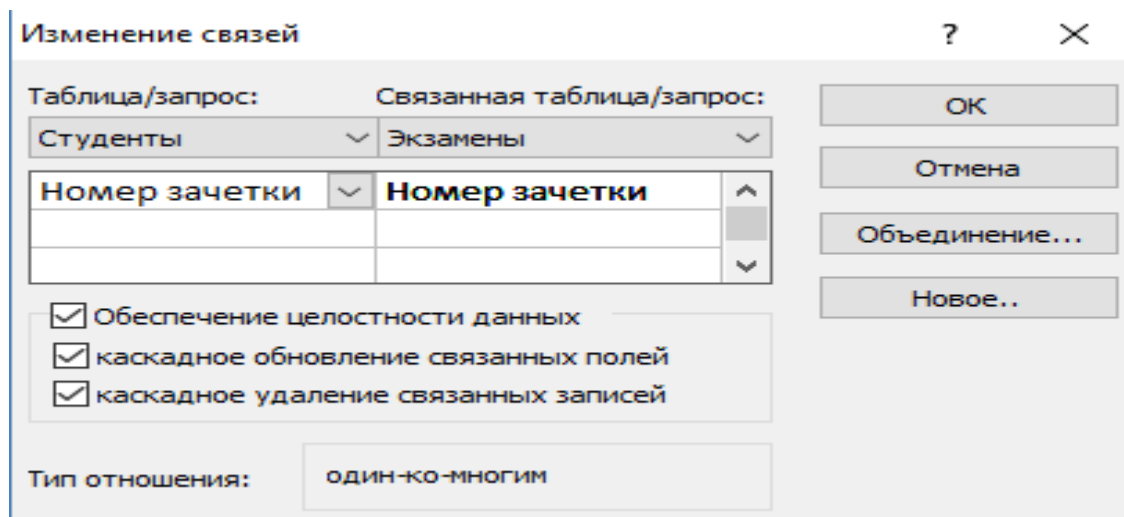 Изменение связей ?
Таблица/запрос: Связанная таблица/запрос:
Студенты Экзамены
Номер зачетки Номер зачетки
Обеспечение целостности данных
каскадное обновление связанных полей
каскадное удаление связанных записей
Тип отношения: один-ко-многим
ОК
Отмена
Объединение...
Новое..